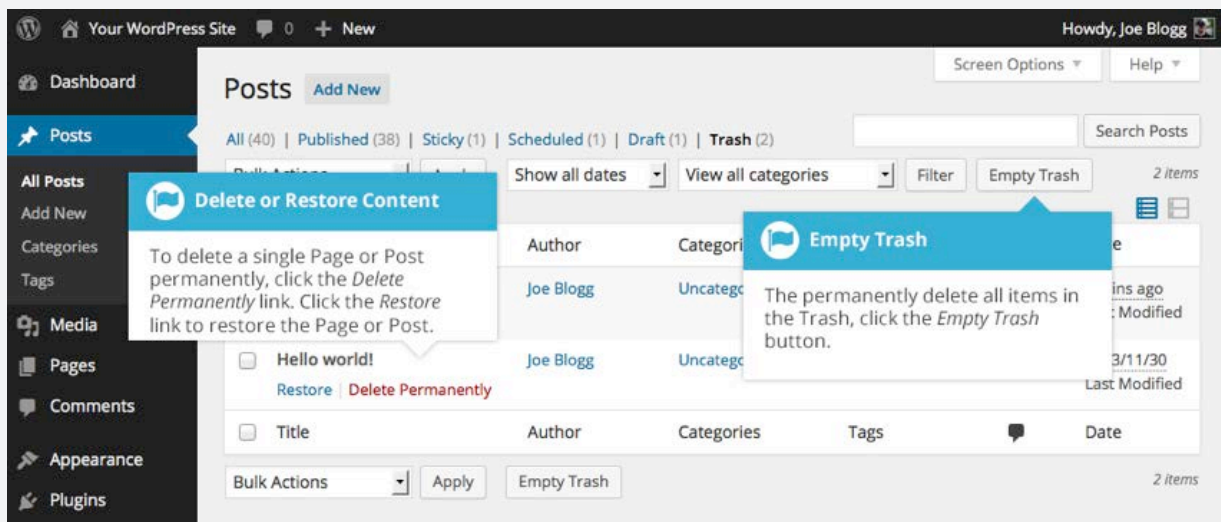 Your WordPress Site 0 + New Howdy, Joe Blogg
Dashboard
Posts
All Posts
Add New
Categories
Tags
Media
Pages
Comments
Appearance
Plugins
Screen Options Help
Posts Add New
All (40) | Published (38) | Sticky (1) | Scheduled (1) | Draft (1) | Trash (2)
Search Posts
Show all dates View all categories Filter Empty Trash 2 items
Delete or Restore Content
To delete a single Page or Post
permanently, click the Delete
Permanently link. Click the Restore
link to restore the Page or Post.
Empty Trash
The permanently delete all items in
the Trash, click the Empty Trash
button.
Author
Joe Blogg
ago
Modified
Hello world! Joe Blogg
Restore | Delete Permanently Last Modified
Title Author Categories Tags Date
Bulk Actions Apply Empty Trash 2 items